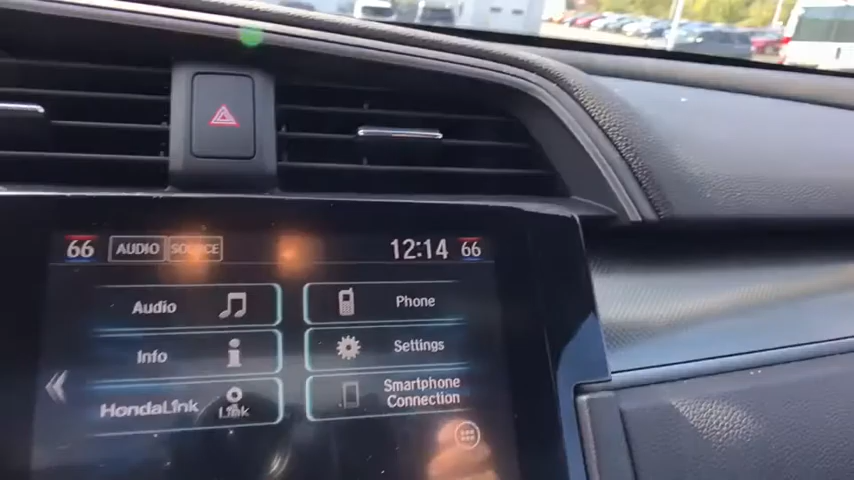 66 AUDIO SOURCE 12:14 66
Audio Phone
Info i Settings
HondaLink Link Smartphone
Connection